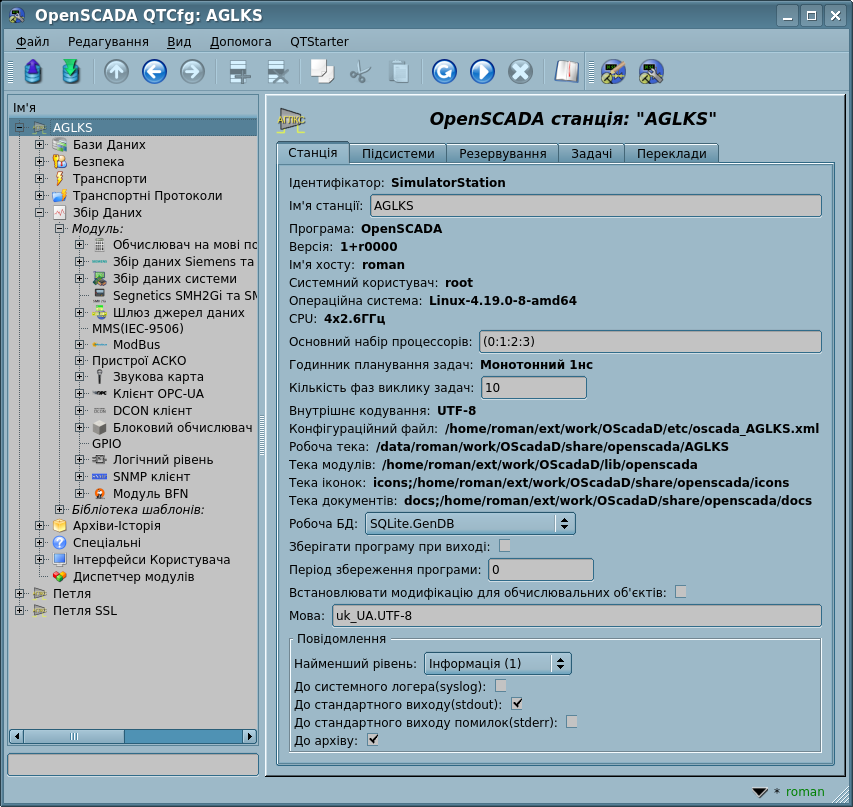 OpenSCADA QTCfg: AGLKS
Файл Редагування Вид Допомога QTStarter
Ім'я
AGLKS
Бази Даних
Безпека
Транспорти
Транспортні Протоколи
Збір Даних
Модуль:
Обчислювач на мові по
Збір даних Siemens та
Збір даних системи
Segnetics SMH2Gi та SM
Шлюз джерел даних
MMS(IEC-9506)
ModBus
Пристрої АСКО
Звукова карта
Клієнт OPC-UA
DCON клієнт
Блоковий обчислювач
GPIO
Логічний рівень
SNMP клієнт
Модуль BFN
Бібліотека шаблонів:
Архіви-Історія
Спеціальні
Інтерфейси Користувача
Диспетчер модулів
Петля
Петля SSL
АГЛКС
OpenSCADA станція: "AGLKS"
Станція Підсистеми Резервування Задачі Переклади
Ідентифікатор: SimulatorStation
Ім'я станції: AGLKS
Програма: OpenSCADA
Версія: 1+r0000
Ім'я хосту: roman
Системний користувач: root
Операційна система: Linux-4.19.0-8-amd64
CPU: 4x2.6ГГц
Основний набір процессорів: (0:1:2:3)
Годинник планування задач: Монотонний 1нс
Кількість фаз виклику задач: 10
Внутрішнє кодування: UTF-8
Конфігураційний файл: /home/roman/ext/work/OScadaD/etc/oscada_AGLKS.xml
Робоча тека: /data/roman/work/OScadaD/share/openscada/AGLKS
Тека модулів: /home/roman/ext/work/OScadaD/lib/openscada
Тека іконок: icons;/home/roman/ext/work/OScadaD/share/openscada/icons
Тека документів: docs;/home/roman/ext/work/OScadaD/share/openscada/docs
Робоча БД: SQLite.GenDB
Зберігати програму при виході:
Період збереження програми: 0
Встановлювати модифікацію для обчислювальних об'єктів:
Мова: uk_UA.UTF-8
Повідомлення
Найменший рівень: Інформація (1)
До системного логера(syslog):
До стандартного виходу(stdout):
До стандартного виходу помилок(stderr):
До архіву:
* roman